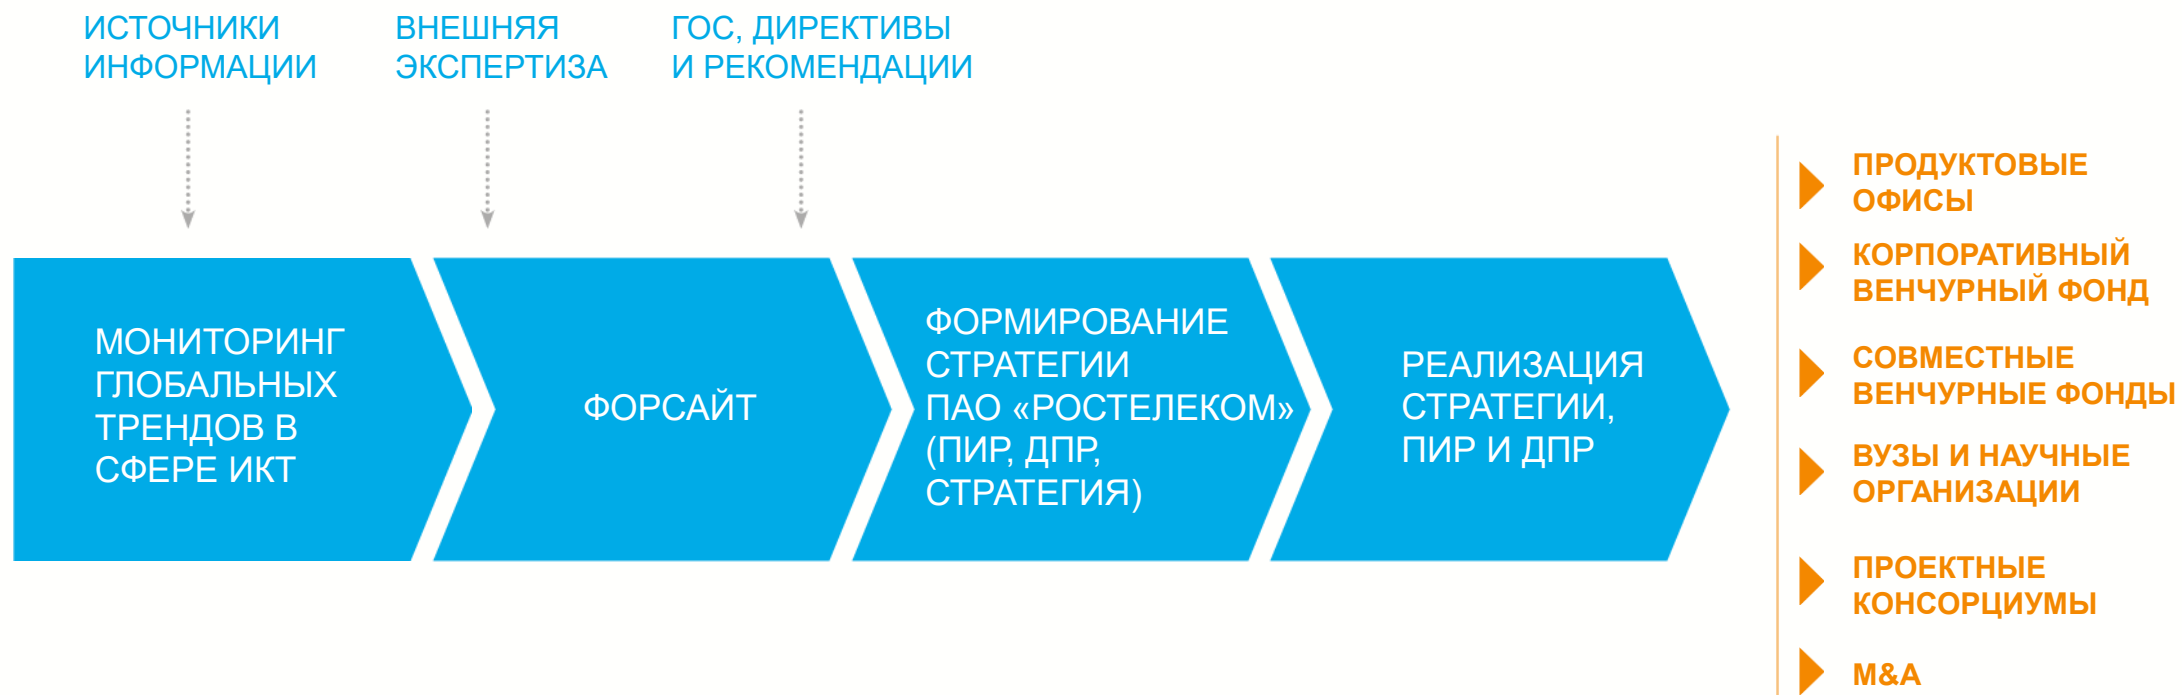 ИСТОЧНИКИ
ИНФОРМАЦИИ
ВНЕШНЯЯ
ЭКСПЕРТИЗА
ГОС, ДИРЕКТИВЫ
И РЕКОМЕНДАЦИИ
МОНИТОРИНГ
ГЛОБАЛЬНЫХ
ТРЕНДОВ В
СФЕРЕ ИКТ
ФОРСАЙТ
ФОРМИРОВАНИЕ
СТРАТЕГИИ
ПАО «РОСТЕЛЕКОМ»
(ПИР, ДПР,
СТРАТЕГИЯ)
РЕАЛИЗАЦИЯ
СТРАТЕГИИ,
ПИР И ДПР
ПРОДУКТОВЫЕ
ОФИСЫ
КОРПОРАТИВНЫЙ
ВЕНЧУРНЫЙ ФОНД
СОВМЕСТНЫЕ
ВЕНЧУРНЫЕ ФОНДЫ
ВУЗЫ И НАУЧНЫЕ
ОРГАНИЗАЦИИ
ПРОЕКТНЫЕ
КОНСОРЦИУМЫ
M&A